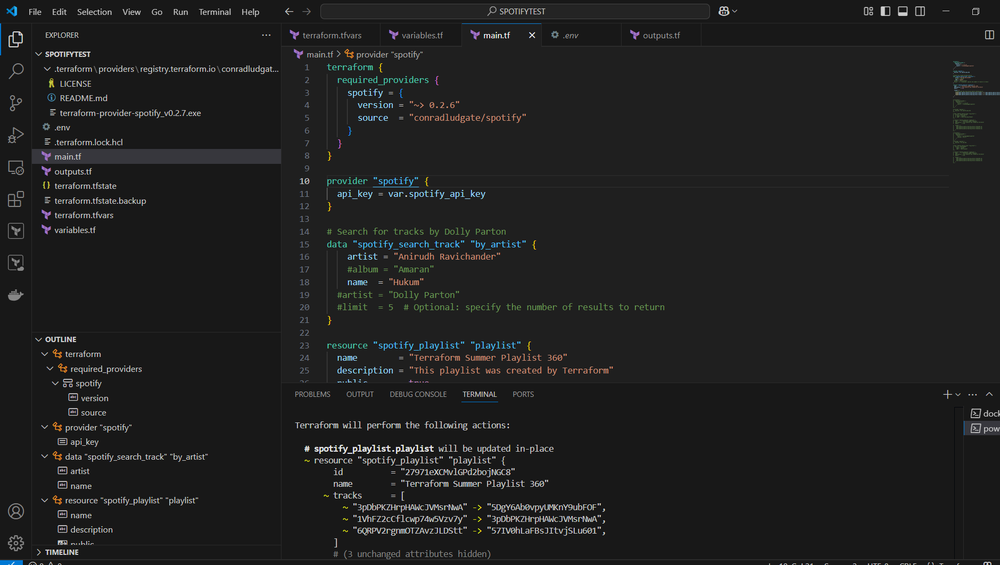 File Edit Selection View Go Run Terminal Help
SPOTIFYTEST
EXPLORER
SPOTIFYTEST
.terraform\providers\registry.terraform.io\conradludgat...
LICENSE
README.md
terraform-provider-spotify_v0.2.7.exe
.env
.terraform.lock.hcl
main.tf
outputs.tf
terraform.tfstate
terraform.tfstate.backup
terraform.tfvars
variables.tf
OUTLINE
terraform
required_providers
spotify
version
source
provider "spotify"
api_key
data "spotify_search_track" "by_artist"
artist
name
resource "spotify_playlist" "playlist"
name
description
public
TIMELINE
terraform.tfvars variables.tf main.tf .env outputs.tf
main.tf > provider "spotify"
1 terraform {
2 required_providers {
3 spotify = {
4 version = "~> 0.2.6"
5 source = "conradludgate/spotify"
6 }
7 }
8 }
9
10 provider "spotify" {
11 api_key = var.spotify_api_key
12 }
13
14 # Search for tracks by Dolly Parton
15 data "spotify_search_track" "by_artist" {
16 artist = "Anirudh Ravichander"
17 #album = "Amaran"
18 name = "Hukum"
19 #artist = "Dolly Parton"
20 #limit = 5 # Optional: specify the number of results to return
21 }
22
23 resource "spotify_playlist" "playlist" {
24 name = "Terraform Summer Playlist 360"
25 description = "This playlist was created by Terraform"
26 public = true
PROBLEMS OUTPUT DEBUG CONSOLE TERMINAL PORTS
dock
pow
Terraform will perform the following actions:
# spotify_playlist.playlist will be updated in-place
~ resource "spotify_playlist" "playlist" {
id = "27971eXCMvlGPd2bojNGC8"
name = "Terraform Summer Playlist 360"
~ tracks = [
~ "3pDbPKZHrpHAWcJVMsrNwA" -> "5DgY6Ab0vpyUMKnY9ubFOF",
~ "1VhFZ2cCflcwp74w5Vzv7y" -> "3pDbPKZHrpHAWcJVMsrNwA",
~ "6QRPV2rgnmOTZAvzJLDStt" -> "57IV0hLaFBsJItvjSLu601",
]
# (3 unchanged attributes hidden)